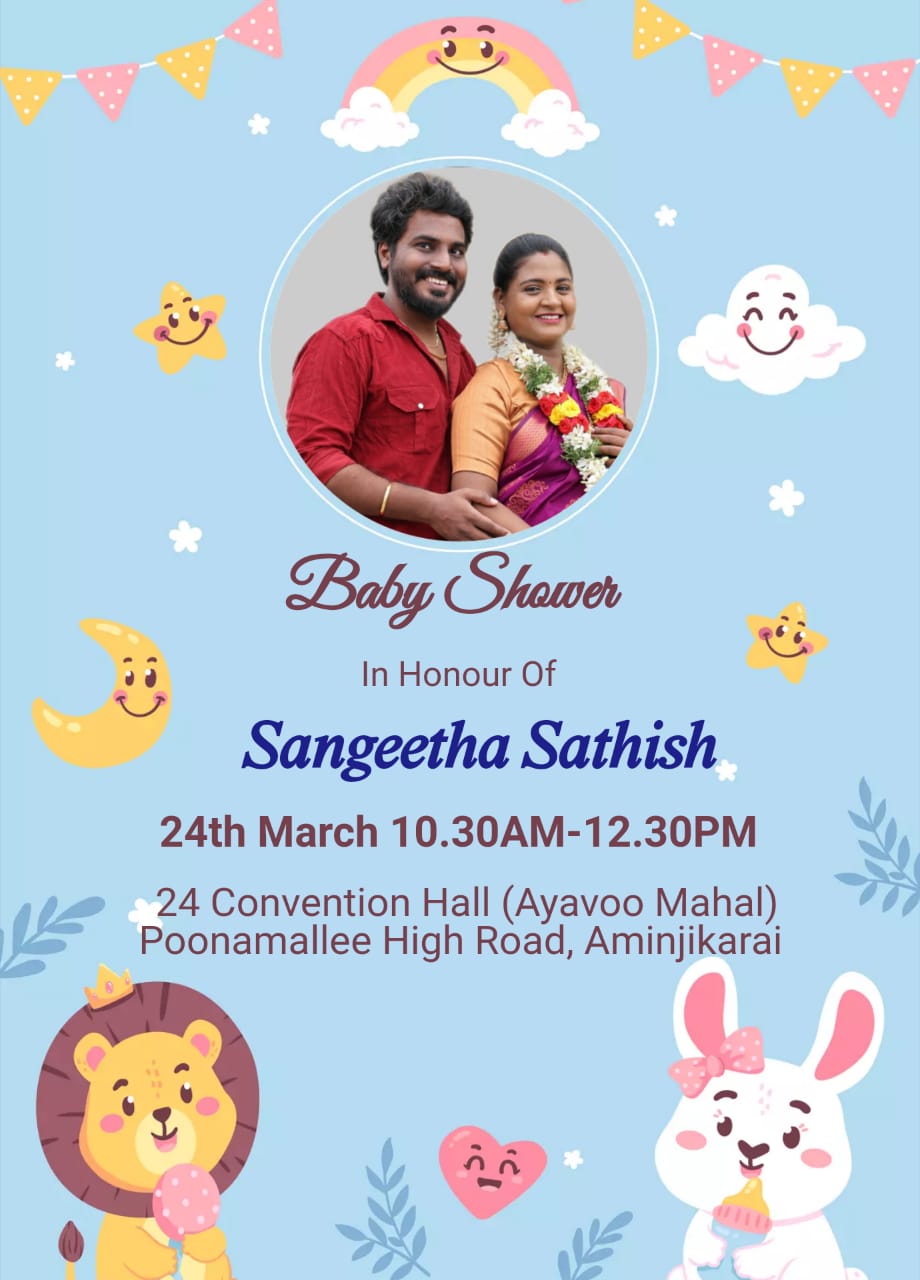 Baby Shower
In Honour Of
Sangeetha Sathish
24th March 10.30AM-12.30PM
24 Convention Hall (Ayavoo Mahal)
Poonamallee High Road, Aminjikarai